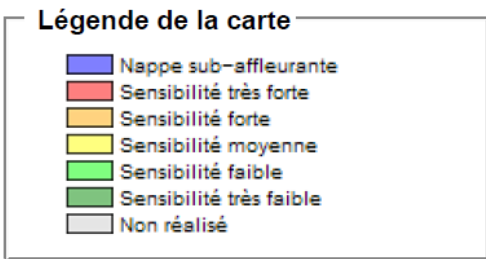 Légende de la carte
Nappe sub-affleurante
Sensibilité très forte
Sensibilité forte
Sensibilité moyenne
Sensibilité faible
Sensibilité très faible
Non réalisé